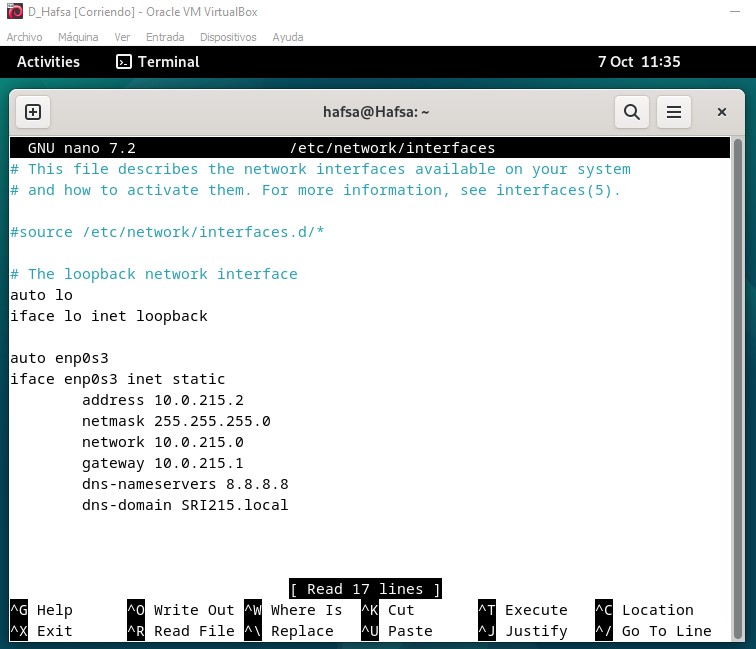 D_Hafsa [Corriendo] - Oracle VM VirtualBox
Archivo Máquina Ver Entrada Dispositivos Ayuda
Activities Terminal 7 Oct 11:35
hafsa@Hafsa: ~
GNU nano 7.2 /etc/network/interfaces
# This file describes the network interfaces available on your system
# and how to activate them. For more information, see interfaces(5).
#source /etc/network/interfaces.d/*
# The loopback network interface
auto lo
iface lo inet loopback
auto enp0s3
iface enp0s3 inet static
address 10.0.215.2
netmask 255.255.255.0
network 10.0.215.0
gateway 10.0.215.1
dns-nameservers 8.8.8.8
dns-domain SRI215.local
[ Read 17 lines ]
^G Help ^O Write Out ^W Where Is ^K Cut ^T Execute ^C Location
^X Exit ^R Read File ^\ Replace ^U Paste ^J Justify ^/ Go To Line